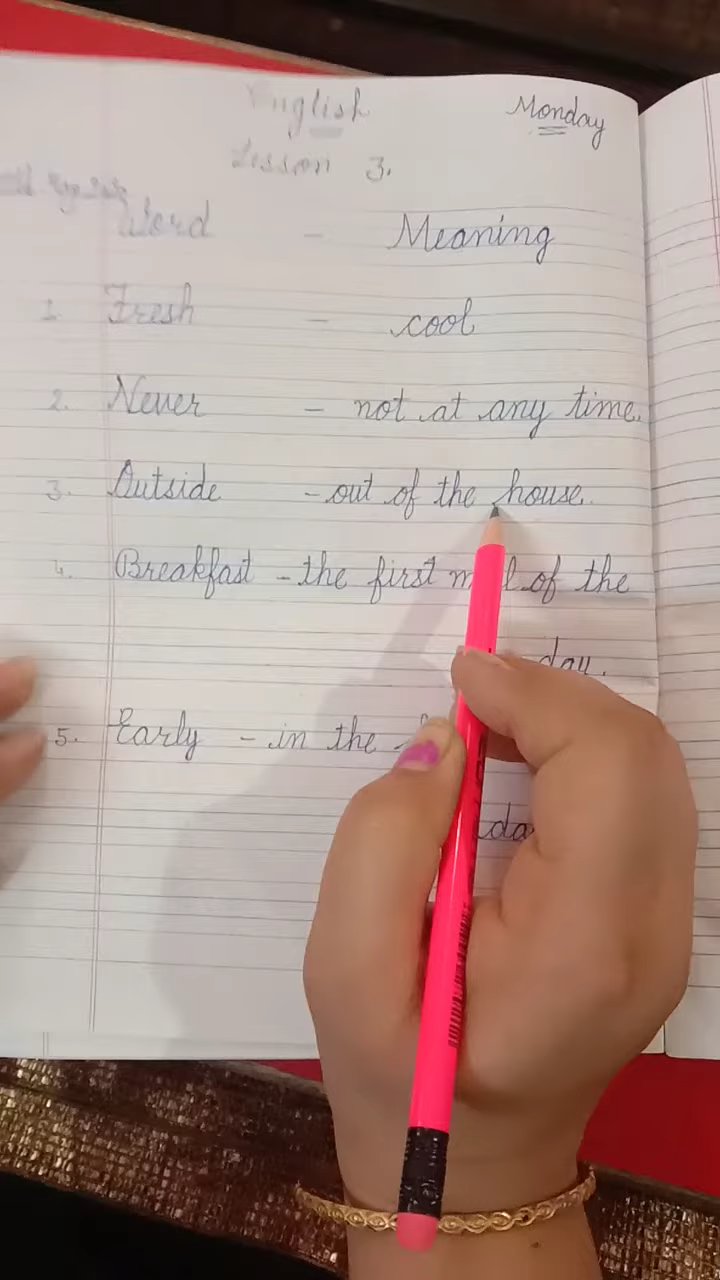 English Monday
Lesson 3.
Word - Meaning
1. Fresh - cool
2. Never - not at any time.
3. Outside - out of the house.
4. Breakfast - the first of the
day.
5. Early - in the